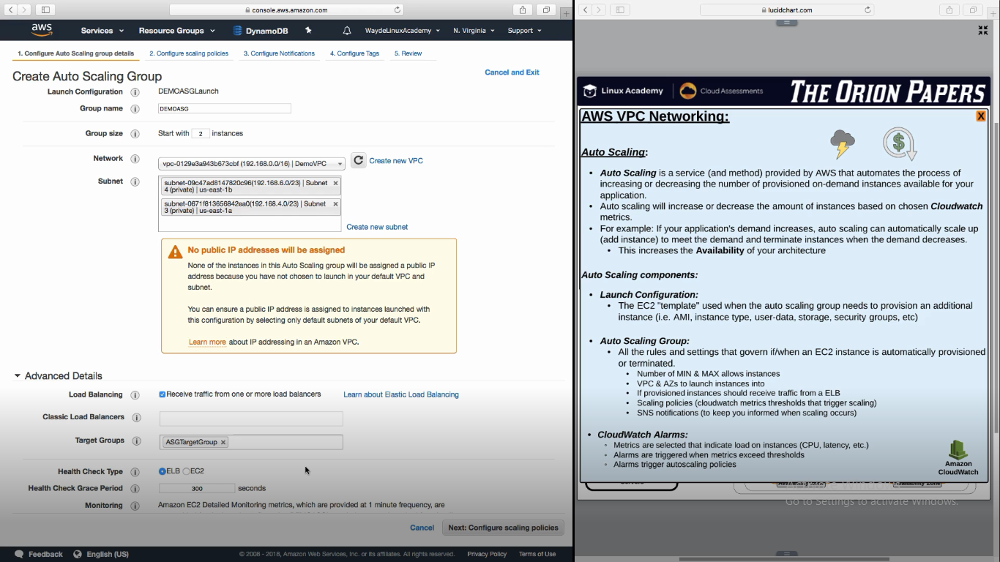 console.aws.amazon.com
aws
Services
Resource Groups
DynamoDB
WaydeLinuxAcademy
N. Virginia
Support
1. Configure Auto Scaling group details
2. Configure scaling policies
3. Configure Notifications
4. Configure Tags
5. Review
Create Auto Scaling Group
Cancel and Exit
Launch Configuration
DEMOASGLaunch
Group name
DEMOASG
Group size
Start with 2 instances
Network
vpc-0129e3a943b673cbf (192.168.0.0/16) | DemoVPC
Create new VPC
Subnet
subnet-09c47ad8147820c96(192.168.6.0/23) | Subnet
4 (private) | us-east-1b
subnet-0671f813656842ea0(192.168.4.0/23) | Subnet
3 (private) | us-east-1a
Create new subnet
No public IP addresses will be assigned
None of the instances in this Auto Scaling group will be assigned a public IP
address because you have not chosen to launch in your default VPC and
subnet.
You can ensure a public IP address is assigned to instances launched with
this configuration by selecting only default subnets of your default VPC.
Learn more about IP addressing in an Amazon VPC.
Advanced Details
Load Balancing
Receive traffic from one or more load balancers
Learn about Elastic Load Balancing
Classic Load Balancers
Target Groups
ASGTargetGroup
Health Check Type
ELB EC2
Health Check Grace Period
300 seconds
Monitoring
Amazon EC2 Detailed Monitoring metrics, which are provided at 1 minute frequency, are
Cancel
Next: Configure scaling policies
Feedback
English (US)
© 2008 - 2018, Amazon Web Services, Inc. or its affiliates. All rights reserved.
Privacy Policy
Terms of Use
lucidchart.com
Linux Academy
Cloud Assessments
THE ORION PAPERS
AWS VPC Networking:
X
Auto Scaling:
• Auto Scaling is a service (and method) provided by AWS that automates the process of
increasing or decreasing the number of provisioned on-demand instances available for your
application.
• Auto scaling will increase or decrease the amount of instances based on chosen Cloudwatch
metrics.
• For example: If your application's demand increases, auto scaling can automatically scale up
(add instance) to meet the demand and terminate instances when the demand decreases.
• This increases the Availability of your architecture
Auto Scaling components:
• Launch Configuration:
• The EC2 "template" used when the auto scaling group needs to provision an additional
instance (i.e. AMI, instance type, user-data, storage, security groups, etc)
• Auto Scaling Group:
• All the rules and settings that govern if/when an EC2 instance is automatically provisioned
or terminated.
• Number of MIN & MAX allows instances
• VPC & AZs to launch instances into
• If provisioned instances should receive traffic from a ELB
• Scaling policies (cloudwatch metrics thresholds that trigger scaling)
• SNS notifications (to keep you informed when scaling occurs)
• CloudWatch Alarms:
◦ Metrics are selected that indicate load on instances (CPU, latency, etc.)
◦ Alarms are triggered when metrics exceed thresholds
◦ Alarms trigger autoscaling policies
Amazon
CloudWatch
Activate Windows
Go to Settings to activate Windows.